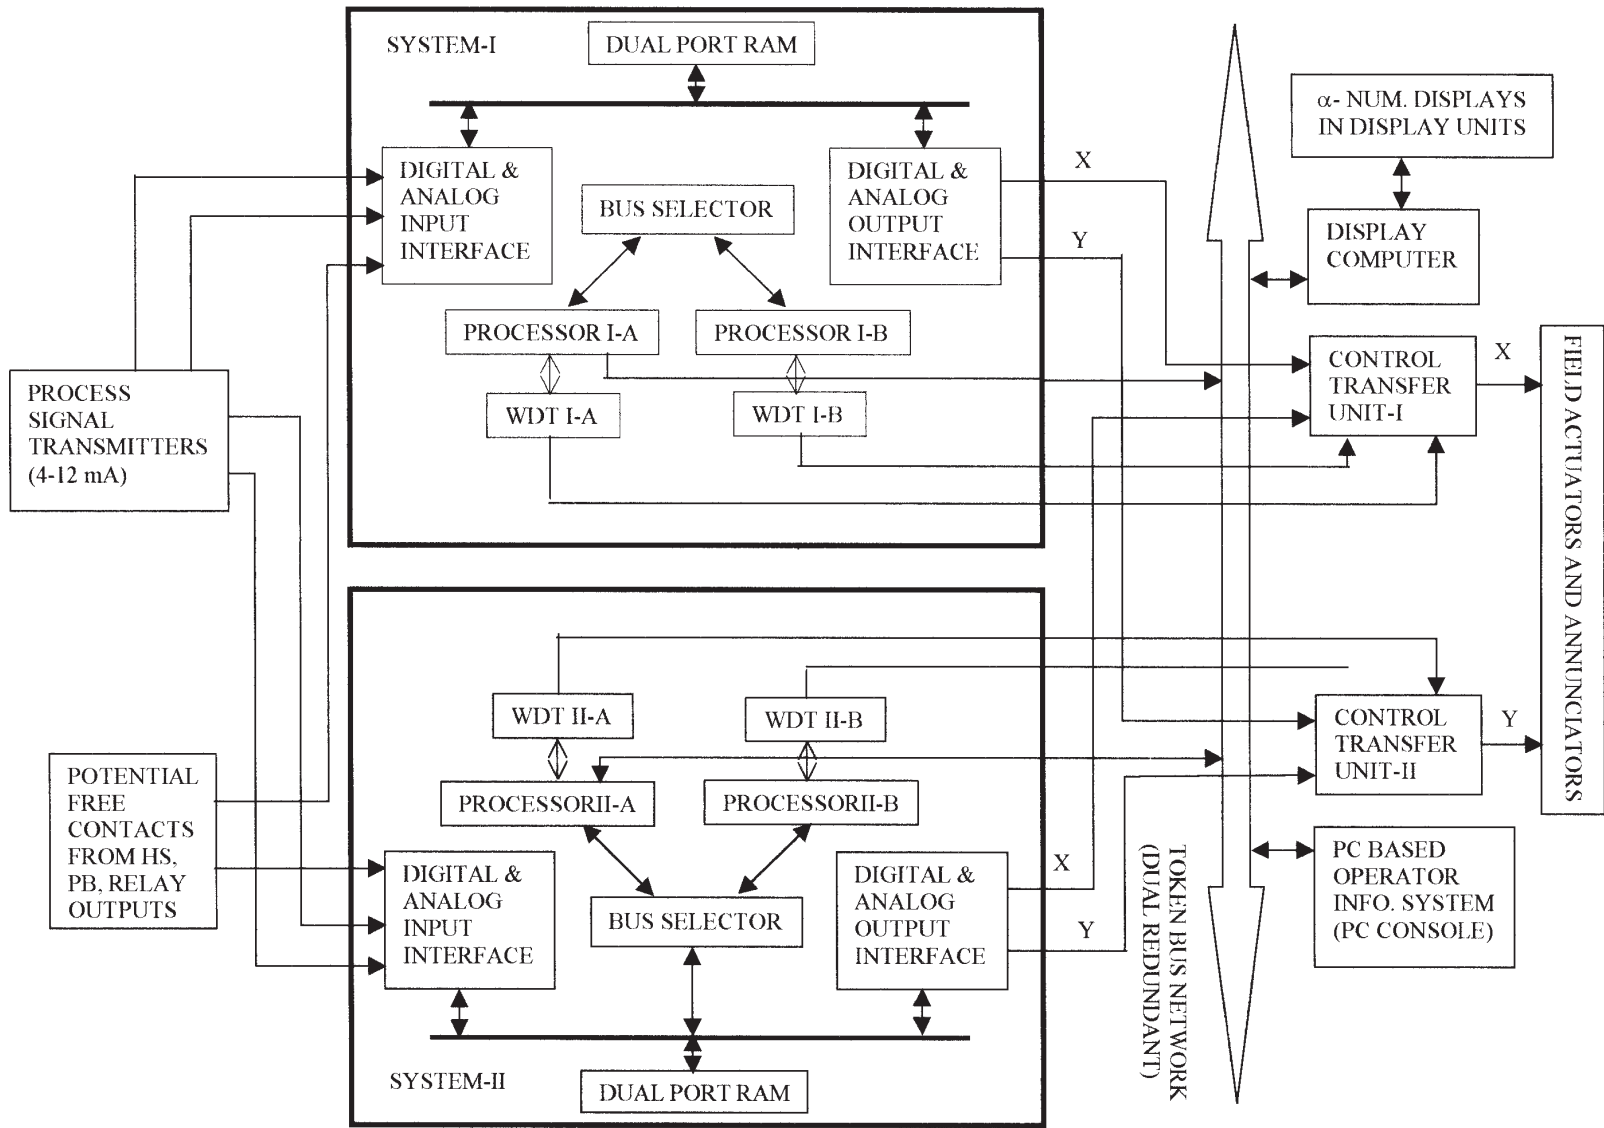 SYSTEM-I
DUAL PORT RAM
DIGITAL &
ANALOG
INPUT
INTERFACE
BUS SELECTOR
DIGITAL &
ANALOG
OUTPUT
INTERFACE
X
Y
PROCESSOR I-A
PROCESSOR I-B
WDT I-A
WDT I-B
α- NUM. DISPLAYS
IN DISPLAY UNITS
DISPLAY
COMPUTER
CONTROL
TRANSFER
UNIT-I
X
FIELD ACTUATORS AND ANNUNCIATORS
PROCESS
SIGNAL
TRANSMITTERS
(4-12 mA)
POTENTIAL
FREE
CONTACTS
FROM HS,
PB, RELAY
OUTPUTS
WDT II-A
WDT II-B
PROCESSORII-A
PROCESSORII-B
DIGITAL &
ANALOG
INPUT
INTERFACE
BUS SELECTOR
DIGITAL &
ANALOG
OUTPUT
INTERFACE
X
Y
SYSTEM-II
DUAL PORT RAM
TOKEN BUS NETWORK
(DUAL REDUNDANT)
CONTROL
TRANSFER
UNIT-II
Y
PC BASED
OPERATOR
INFO. SYSTEM
(PC CONSOLE)